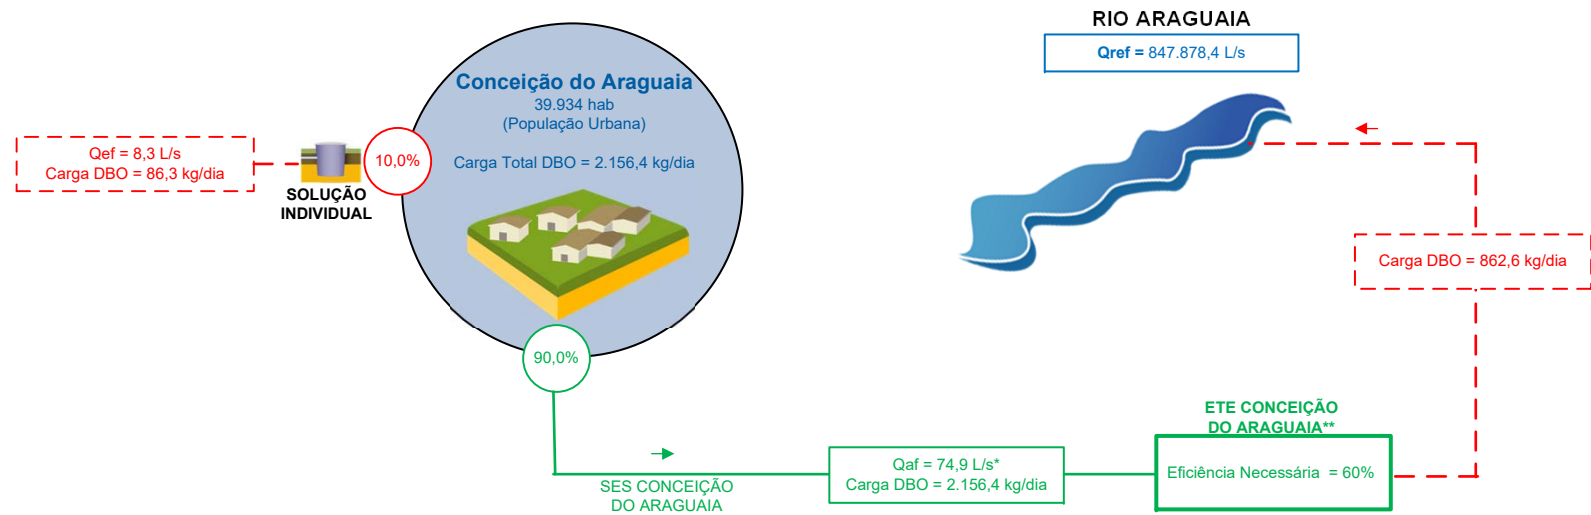 RIO ARAGUAIA
Qref = 847.878,4 L/s
Conceição do Araguaia
39.934 hab
(População Urbana)
Carga Total DBO = 2.156,4 kg/dia
Qef = 8,3 L/s
Carga DBO = 86,3 kg/dia
SOLUÇÃO
INDIVIDUAL
10,0%
90,0%
SES CONCEIÇÃO
DO ARAGUAIA
Qaf = 74,9 L/s*
Carga DBO = 2.156,4 kg/dia
ETE CONCEIÇÃO
DO ARAGUAIA**
Eficiência Necessária = 60%
Carga DBO = 862,6 kg/dia